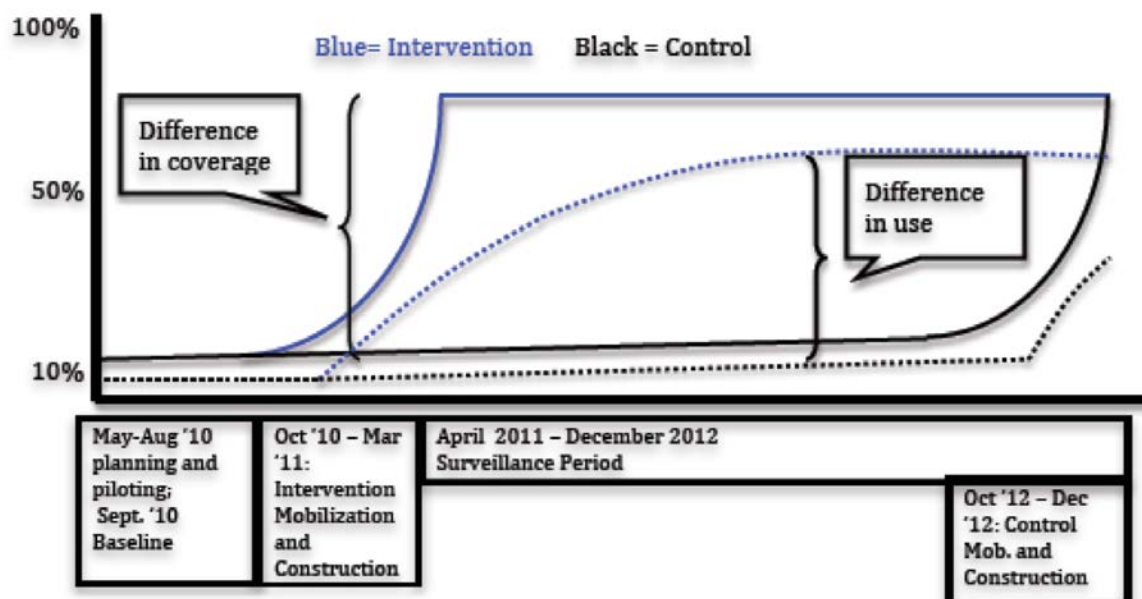 100%
Blue= Intervention Black = Control
Difference
in coverage
50%
Difference
in use
10%
May-Aug '10
planning and
piloting;
Sept. '10
Baseline
Oct '10 – Mar
'11:
Intervention
Mobilization
and
Construction
April 2011 – December 2012
Surveillance Period
Oct '12 – Dec
'12: Control
Mob. and
Construction